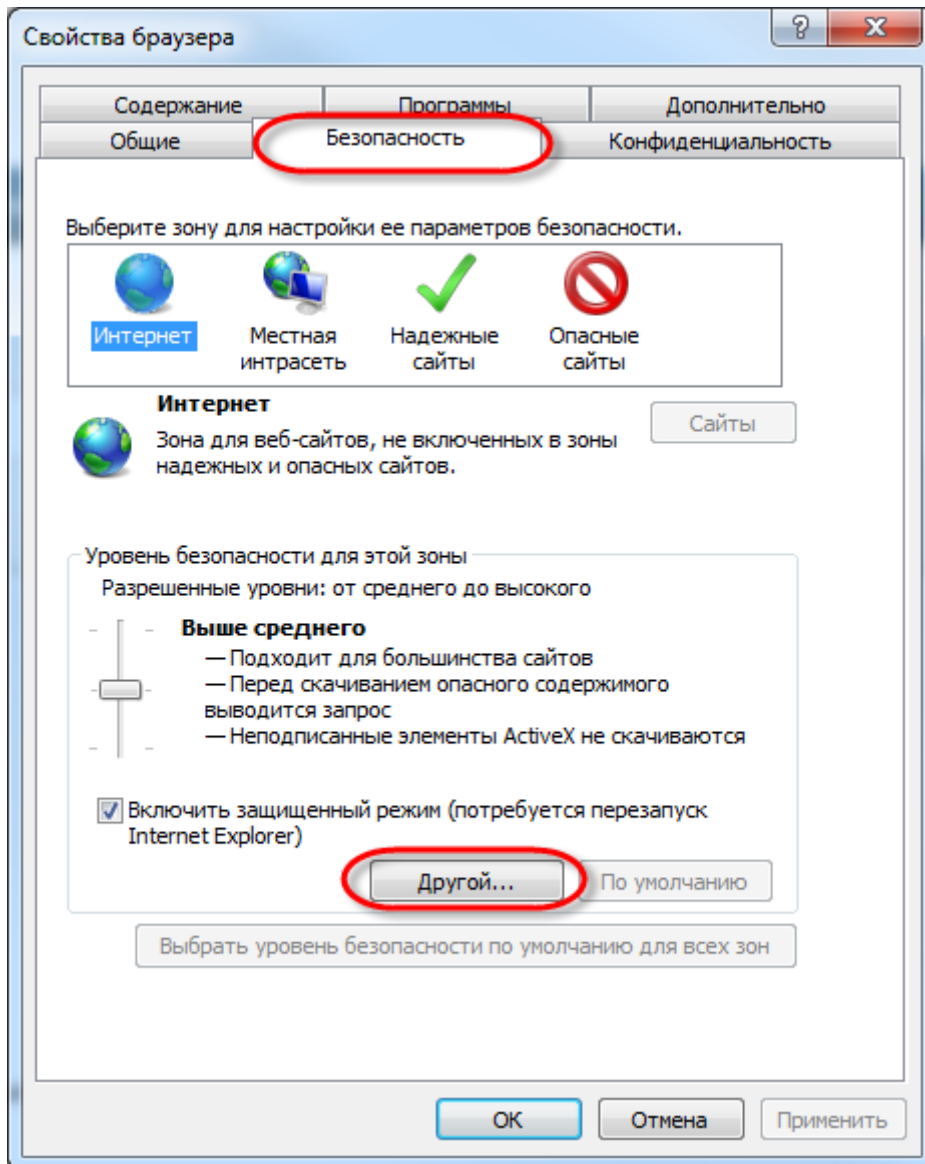 Свойства браузера
Содержание Программы Дополнительно
Общие Безопасность Конфиденциальность
Выберите зону для настройки ее параметров безопасности.
Интернет Местная интрасеть Надежные сайты Опасные сайты
Интернет
Сайты
Зона для веб-сайтов, не включенных в зоны
надежных и опасных сайтов.
Уровень безопасности для этой зоны
Разрешенные уровни: от среднего до высокого
Выше среднего
— Подходит для большинства сайтов
— Перед скачиванием опасного содержимого
выводится запрос
— Неподписанные элементы ActiveX не скачиваются
Включить защищенный режим (потребуется перезапуск
Internet Explorer)
Другой... По умолчанию
Выбрать уровень безопасности по умолчанию для всех зон
ОК Отмена Применить